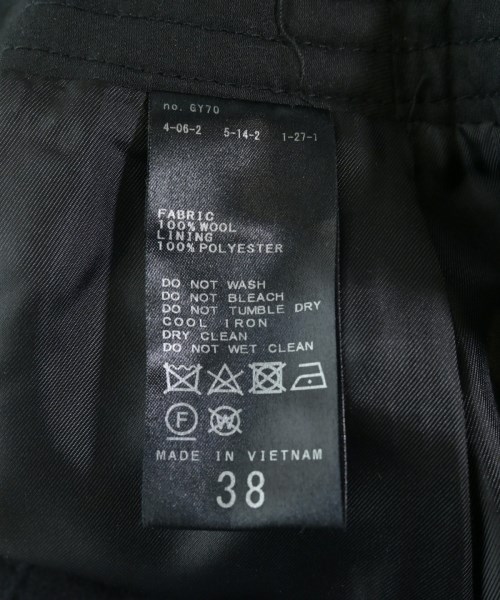 no. GY70
4-06-2 5-14-2 1-27-1
FABRIC
100%WOOL
LINING
100%POLYESTER
DO NOT WASH
DO NOT BLEACH
DO NOT TUMBLE DRY
COOL IRON
DRY CLEAN
DO NOT WET CLEAN
F W
MADE IN VIETNAM
38